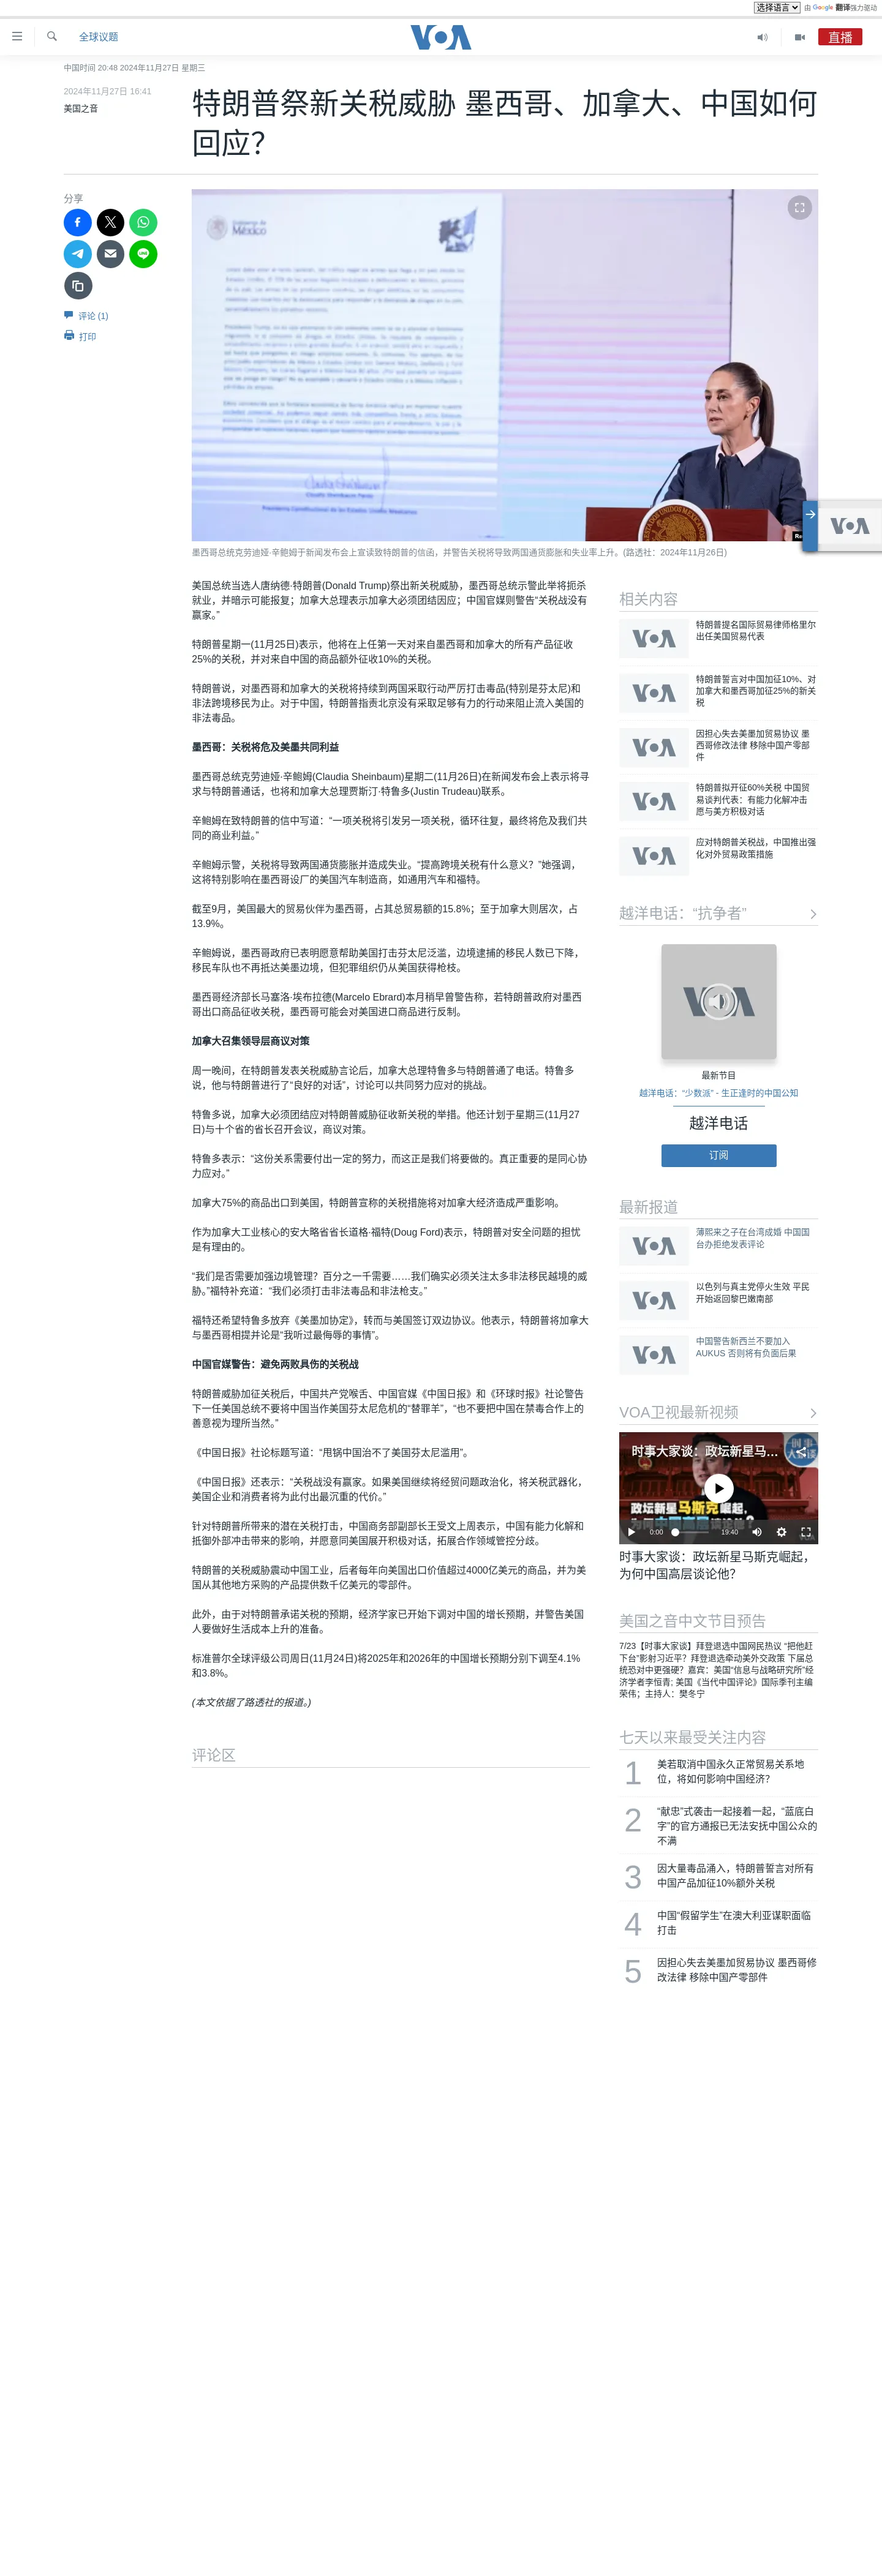 选择语言 由 Google 翻译强力驱动
全球议题
VOA
直播
中国时间 20:48 2024年11月27日 星期三
2024年11月27日 16:41
美国之音
特朗普祭新关税威胁 墨西哥、加拿大、中国如何
回应？
分享
评论 (1)
打印
Gobierno de
México
墨西哥总统克劳迪娅·辛鲍姆于新闻发布会上宣读致特朗普的信函，并警告关税将导致两国通货膨胀和失业率上升。(路透社：2024年11月26日)
美国总统当选人唐纳德·特朗普(Donald Trump)祭出新关税威胁，墨西哥总统示警此举将扼杀
就业，并暗示可能报复；加拿大总理表示加拿大必须团结因应；中国官媒则警告“关税战没有
赢家。”
特朗普星期一(11月25日)表示，他将在上任第一天对来自墨西哥和加拿大的所有产品征收
25%的关税，并对来自中国的商品额外征收10%的关税。
特朗普说，对墨西哥和加拿大的关税将持续到两国采取行动严厉打击毒品(特别是芬太尼)和
非法跨境移民为止。对于中国，特朗普指责北京没有采取足够有力的行动来阻止流入美国的
非法毒品。
墨西哥：关税将危及美墨共同利益
墨西哥总统克劳迪娅·辛鲍姆(Claudia Sheinbaum)星期二(11月26日)在新闻发布会上表示将寻
求与特朗普通话，也将和加拿大总理贾斯汀·特鲁多(Justin Trudeau)联系。
辛鲍姆在致特朗普的信中写道：“一项关税将引发另一项关税，循环往复，最终将危及我们共
同的商业利益。”
辛鲍姆示警，关税将导致两国通货膨胀并造成失业。“提高跨境关税有什么意义？”她强调，
这将特别影响在墨西哥设厂的美国汽车制造商，如通用汽车和福特。
截至9月，美国最大的贸易伙伴为墨西哥，占其总贸易额的15.8%；至于加拿大则居次，占
13.9%。
辛鲍姆说，墨西哥政府已表明愿意帮助美国打击芬太尼泛滥，边境逮捕的移民人数已下降，
移民车队也不再抵达美墨边境，但犯罪组织仍从美国获得枪枝。
墨西哥经济部长马塞洛·埃布拉德(Marcelo Ebrard)本月稍早曾警告称，若特朗普政府对墨西
哥出口商品征收关税，墨西哥可能会对美国进口商品进行反制。
加拿大召集领导层商议对策
周一晚间，在特朗普发表关税威胁言论后，加拿大总理特鲁多与特朗普通了电话。特鲁多
说，他与特朗普进行了“良好的对话”，讨论可以共同努力应对的挑战。
特鲁多说，加拿大必须团结应对特朗普威胁征收新关税的举措。他还计划于星期三(11月27
日)与十个省的省长召开会议，商议对策。
特鲁多表示：“这份关系需要付出一定的努力，而这正是我们将要做的。真正重要的是同心协
力应对。”
加拿大75%的商品出口到美国，特朗普宣称的关税措施将对加拿大经济造成严重影响。
作为加拿大工业核心的安大略省省长道格·福特(Doug Ford)表示，特朗普对安全问题的担忧
是有理由的。
“我们是否需要加强边境管理？百分之一千需要……我们确实必须关注太多非法移民越境的威
胁。”福特补充道：“我们必须打击非法毒品和非法枪支。”
福特还希望特鲁多放弃《美墨加协定》，转而与美国签订双边协议。他表示，特朗普将加拿大
与墨西哥相提并论是“我听过最侮辱的事情”。
中国官媒警告：避免两败具伤的关税战
特朗普威胁加征关税后，中国共产党喉舌、中国官媒《中国日报》和《环球时报》社论警告
下一任美国总统不要将中国当作美国芬太尼危机的“替罪羊”，“也不要把中国在禁毒合作上的
善意视为理所当然。”
《中国日报》社论标题写道：“甩锅中国治不了美国芬太尼滥用”。
《中国日报》还表示：“关税战没有赢家。如果美国继续将经贸问题政治化，将关税武器化，
美国企业和消费者将为此付出最沉重的代价。”
针对特朗普所带来的潜在关税打击，中国商务部副部长王受文上周表示，中国有能力化解和
抵御外部冲击带来的影响，并愿意同美国展开积极对话，拓展合作领域管控分歧。
特朗普的关税威胁震动中国工业，后者每年向美国出口价值超过4000亿美元的商品，并为美
国从其他地方采购的产品提供数千亿美元的零部件。
此外，由于对特朗普承诺关税的预期，经济学家已开始下调对中国的增长预期，并警告美国
人要做好生活成本上升的准备。
标准普尔全球评级公司周日(11月24日)将2025年和2026年的中国增长预期分别下调至4.1%
和3.8%。
(本文依据了路透社的报道。)
评论区
相关内容
特朗普提名国际贸易律师格里尔
出任美国贸易代表
特朗普誓言对中国加征10%、对
加拿大和墨西哥加征25%的新关
税
因担心失去美墨加贸易协议 墨
西哥修改法律 移除中国产零部
件
特朗普拟开征60%关税 中国贸
易谈判代表：有能力化解冲击
愿与美方积极对话
应对特朗普关税战，中国推出强
化对外贸易政策措施
越洋电话：“抗争者”
VOA
最新节目
越洋电话：“少数派” - 生正逢时的中国公知
越洋电话
订阅
最新报道
薄熙来之子在台湾成婚 中国国
台办拒绝发表评论
以色列与真主党停火生效 平民
开始返回黎巴嫩南部
中国警告新西兰不要加入
AUKUS 否则将有负面后果
VOA卫视最新视频
时事大家谈：政坛新星马...
政坛新星马斯克崛起，
0:00 19:40
时事大家谈：政坛新星马斯克崛起，
为何中国高层谈论他？
美国之音中文节目预告
7/23【时事大家谈】拜登退选中国网民热议 “把他赶
下台”影射习近平？拜登退选牵动美外交政策 下届总
统恐对中更强硬？嘉宾：美国“信息与战略研究所”经
济学者李恒青; 美国《当代中国评论》国际季刊主编
荣伟；主持人：樊冬宁
七天以来最受关注内容
1 美若取消中国永久正常贸易关系地
位，将如何影响中国经济？
2 “献忠”式袭击一起接着一起，“蓝底白
字”的官方通报已无法安抚中国公众的
不满
3 因大量毒品涌入，特朗普誓言对所有
中国产品加征10%额外关税
4 中国“假留学生”在澳大利亚谋职面临
打击
5 因担心失去美墨加贸易协议 墨西哥修
改法律 移除中国产零部件